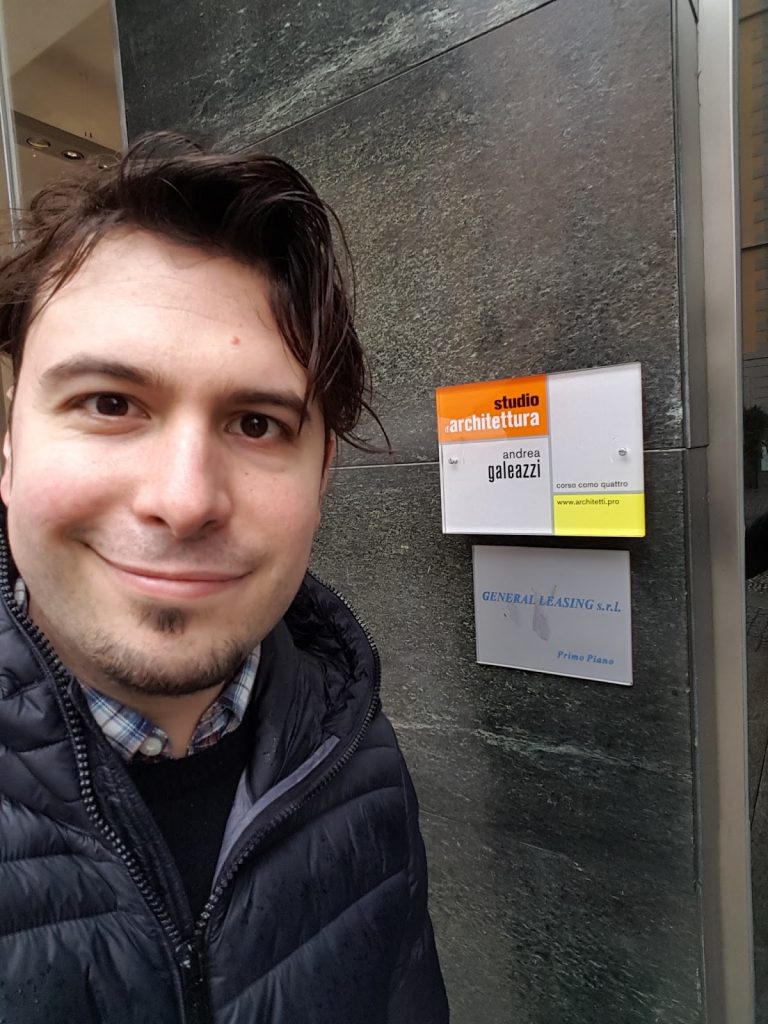 studio
d'architettura
andrea
galeazzi
corso como quattro
www.architetti.pro
GENERAL LEASING s.r.l.
Primo Piano